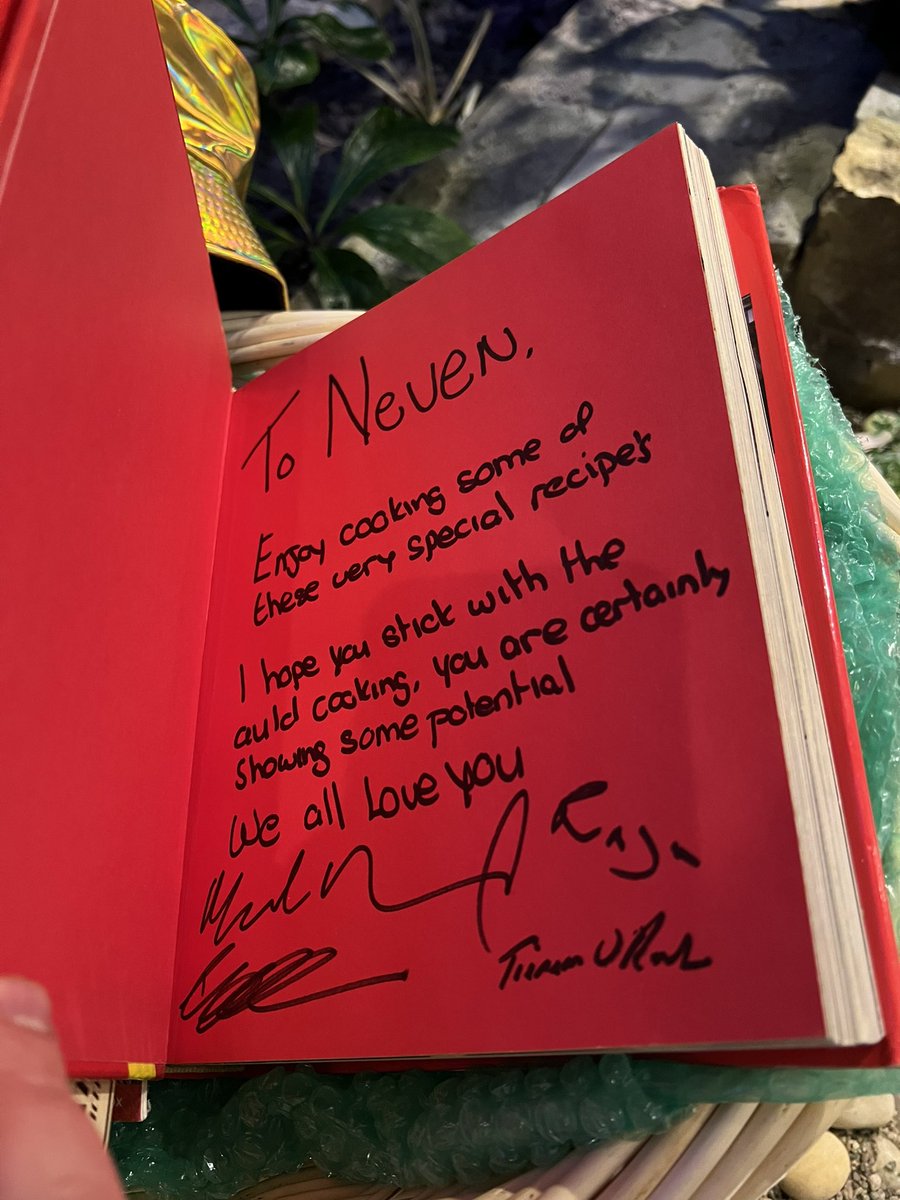 To Neven,
Enjoy cooking some of
these very special recipes
I hope you stick with the
auld cooking, you are certainly
showing some potential
We all love you